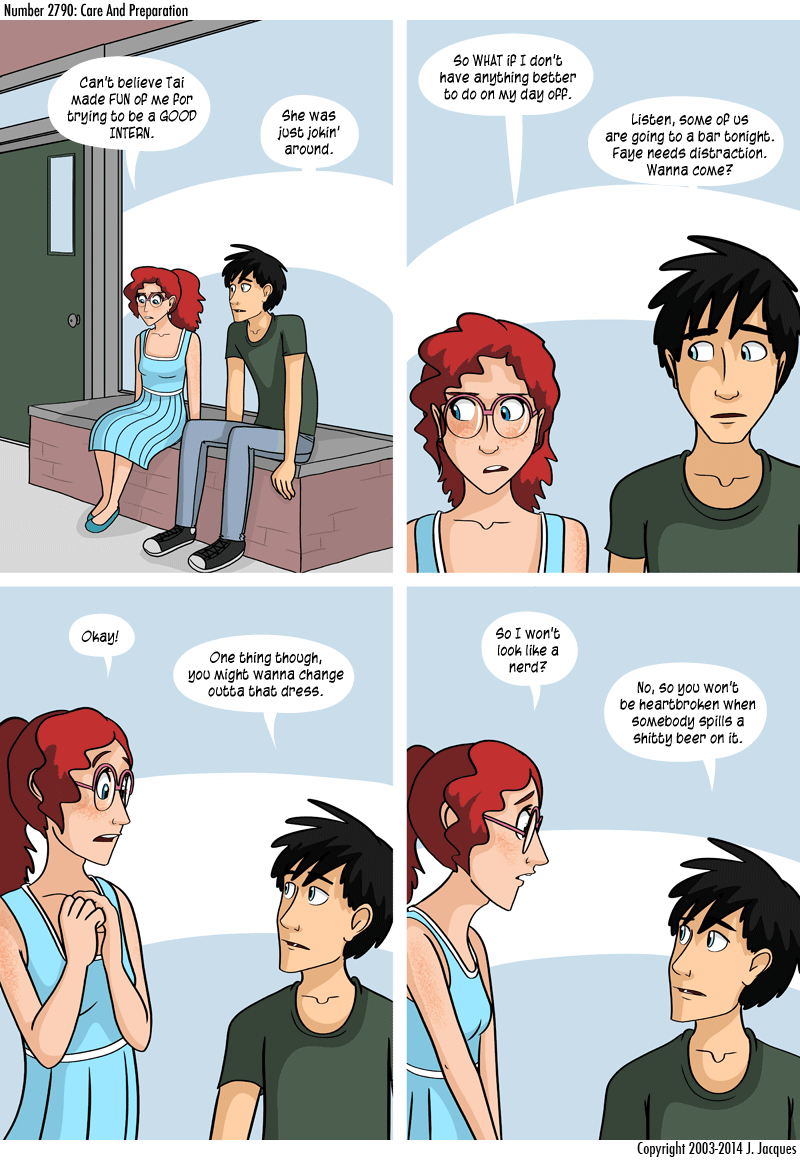 Number 2790: Care And Preparation
Can't believe Tai
made FUN of me for
trying to be a GOOD
INTERN.
She was
just jokin'
around.
So WHAT if I don't
have anything better
to do on my day off.
Listen, some of us
are going to a bar tonight.
Faye needs distraction.
Wanna come?
Okay!
One thing though,
you might wanna change
outta that dress.
So I won't
look like a
nerd?
No, so you won't
be heartbroken when
somebody spills a
shitty beer on it.
Copyright 2003-2014 J. Jacques